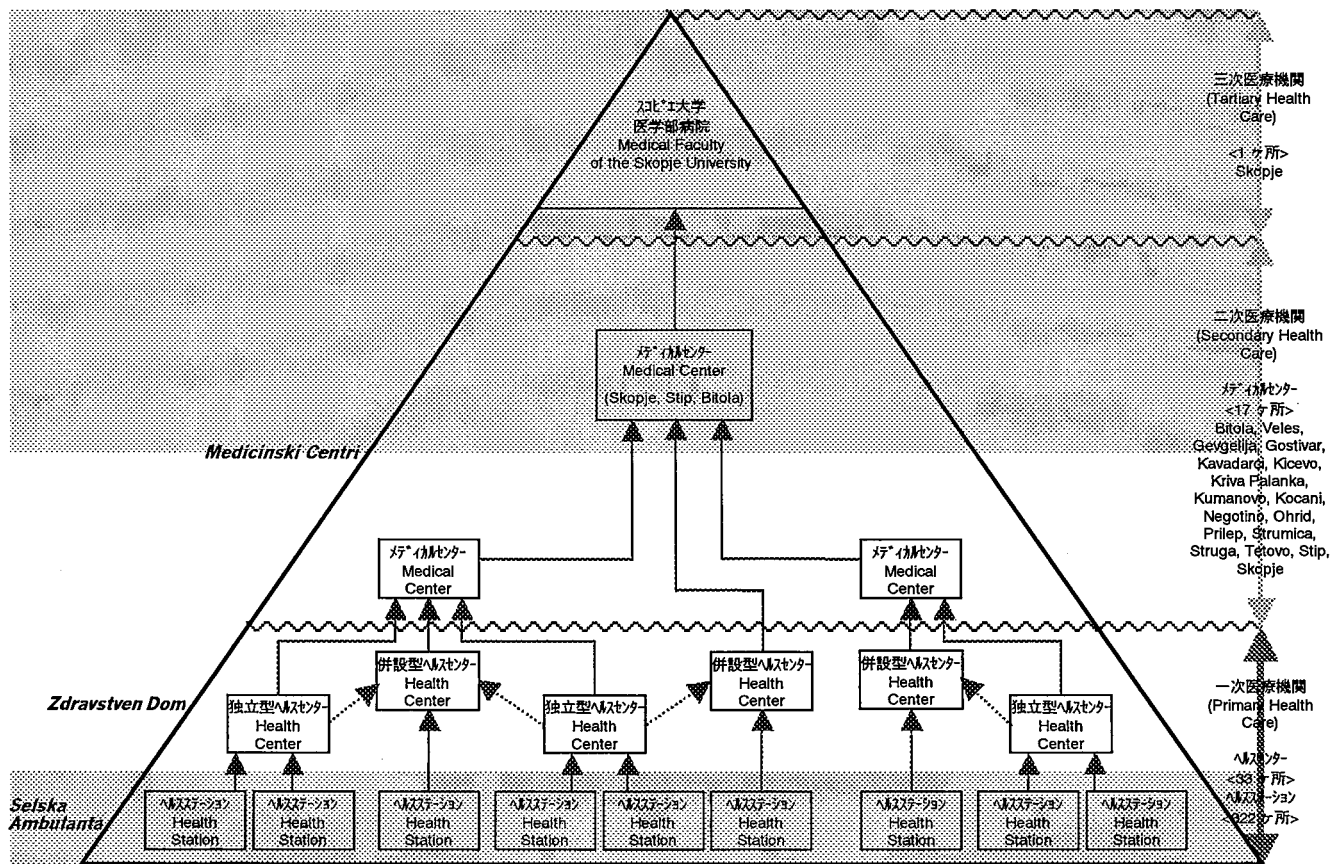 スコピエ大学
医学部病院
Medical Faculty
of the Skopje University
三次医療機関
(Tartiary Health
Care)
<1 ヶ所>
Skopje
メディカルセンター
Medical Center
(Skopje, Stip, Bitola)
二次医療機関
(Secondary Health
Care)
メディカルセンター
<17 ヶ所>
Bitola, Veles,
Gevgelija, Gostivar,
Kavadarci, Kicevo,
Kriva Palanka,
Kumanovo, Kocani,
Negotino, Ohrid,
Prilep, Strumica,
Struga, Tetovo, Stip,
Skopje
Medicinski Centri
メディカルセンター
Medical
Center
メディカルセンター
Medical
Center
併設型ヘルスセンター
Health
Center
併設型ヘルスセンター
Health
Center
併設型ヘルスセンター
Health
Center
Zdravstven Dom
独立型ヘルスセンター
Health
Center
独立型ヘルスセンター
Health
Center
独立型ヘルスセンター
Health
Center
一次医療機関
(Primary Health
Care)
ヘルスセンター
<33 ヶ所>
ヘルスステーション
<322 ヶ所>
Selska
Ambulanta
ヘルスステーション
Health
Station
ヘルスステーション
Health
Station
ヘルスステーション
Health
Station
ヘルスステーション
Health
Station
ヘルスステーション
Health
Station
ヘルスステーション
Health
Station
ヘルスステーション
Health
Station
ヘルスステーション
Health
Station
ヘルスステーション
Health
Station